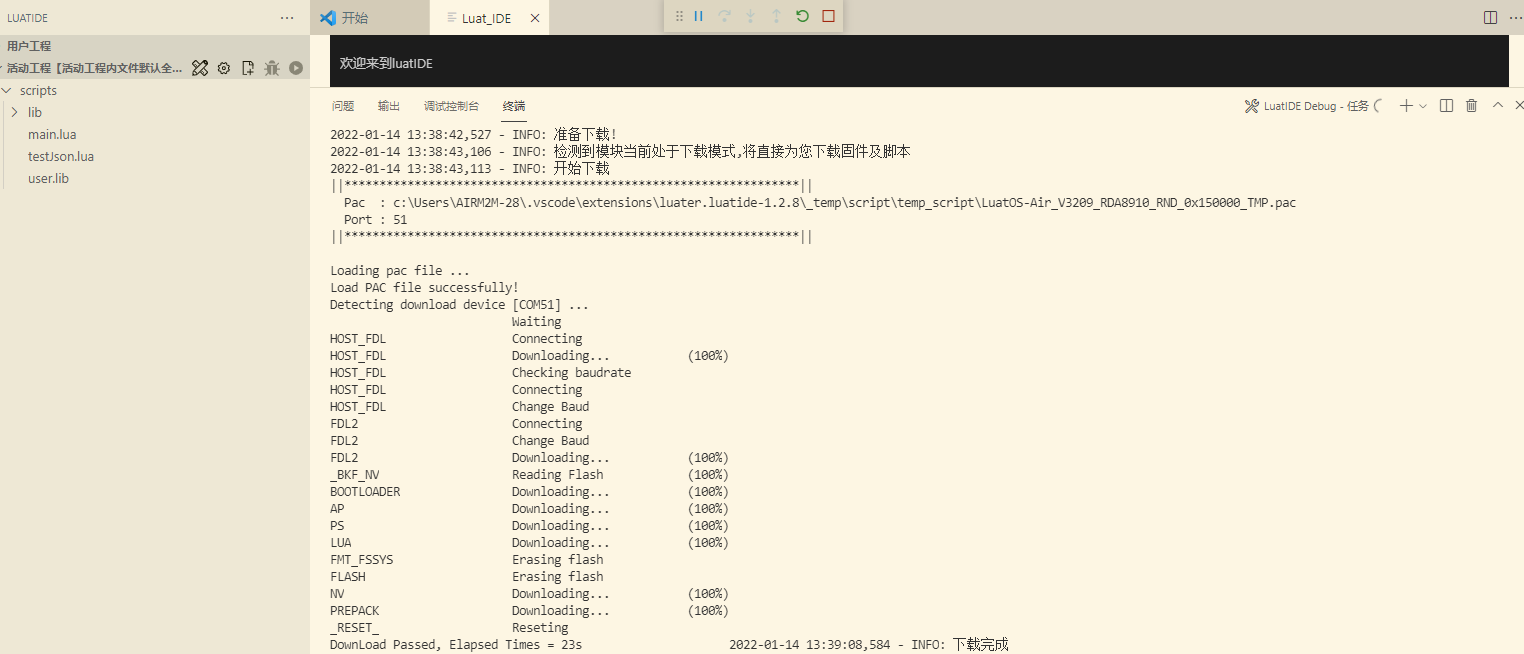 LUATIDE
用户工程
活动工程【活动工程内文件默认全...
scripts
lib
main.lua
testJson.lua
user.lib
开始
Luat_IDE
欢迎来到luatIDE
问题 输出 调试控制台 终端
LuatIDE Debug - 任务
2022-01-14 13:38:42,527 - INFO: 准备下载!
2022-01-14 13:38:43,106 - INFO: 检测到模块当前处于下载模式,将直接为您下载固件及脚本
2022-01-14 13:38:43,113 - INFO: 开始下载
||*****************************************************************||
Pac : c:\Users\AIRM2M-28\.vscode\extensions\luater.luatide-1.2.8\_temp\script\temp_script\LuatOS-Air_V3209_RDA8910_RND_0x150000_TMP.pac
Port : 51
||*****************************************************************||
Loading pac file ...
Load PAC file successfully!
Detecting download device [COM51] ...
Waiting
HOST_FDL Connecting
HOST_FDL Downloading... (100%)
HOST_FDL Checking baudrate
HOST_FDL Connecting
HOST_FDL Change Baud
FDL2 Connecting
FDL2 Change Baud
FDL2 Downloading... (100%)
_BKF_NV Reading Flash (100%)
BOOTLOADER Downloading... (100%)
AP Downloading... (100%)
PS Downloading... (100%)
LUA Downloading... (100%)
FMT_FSSYS Erasing flash
FLASH Erasing flash
NV Downloading... (100%)
PREPACK Downloading... (100%)
_RESET_ Reseting
DownLoad Passed, Elapsed Times = 23s 2022-01-14 13:39:08,584 - INFO: 下载完成